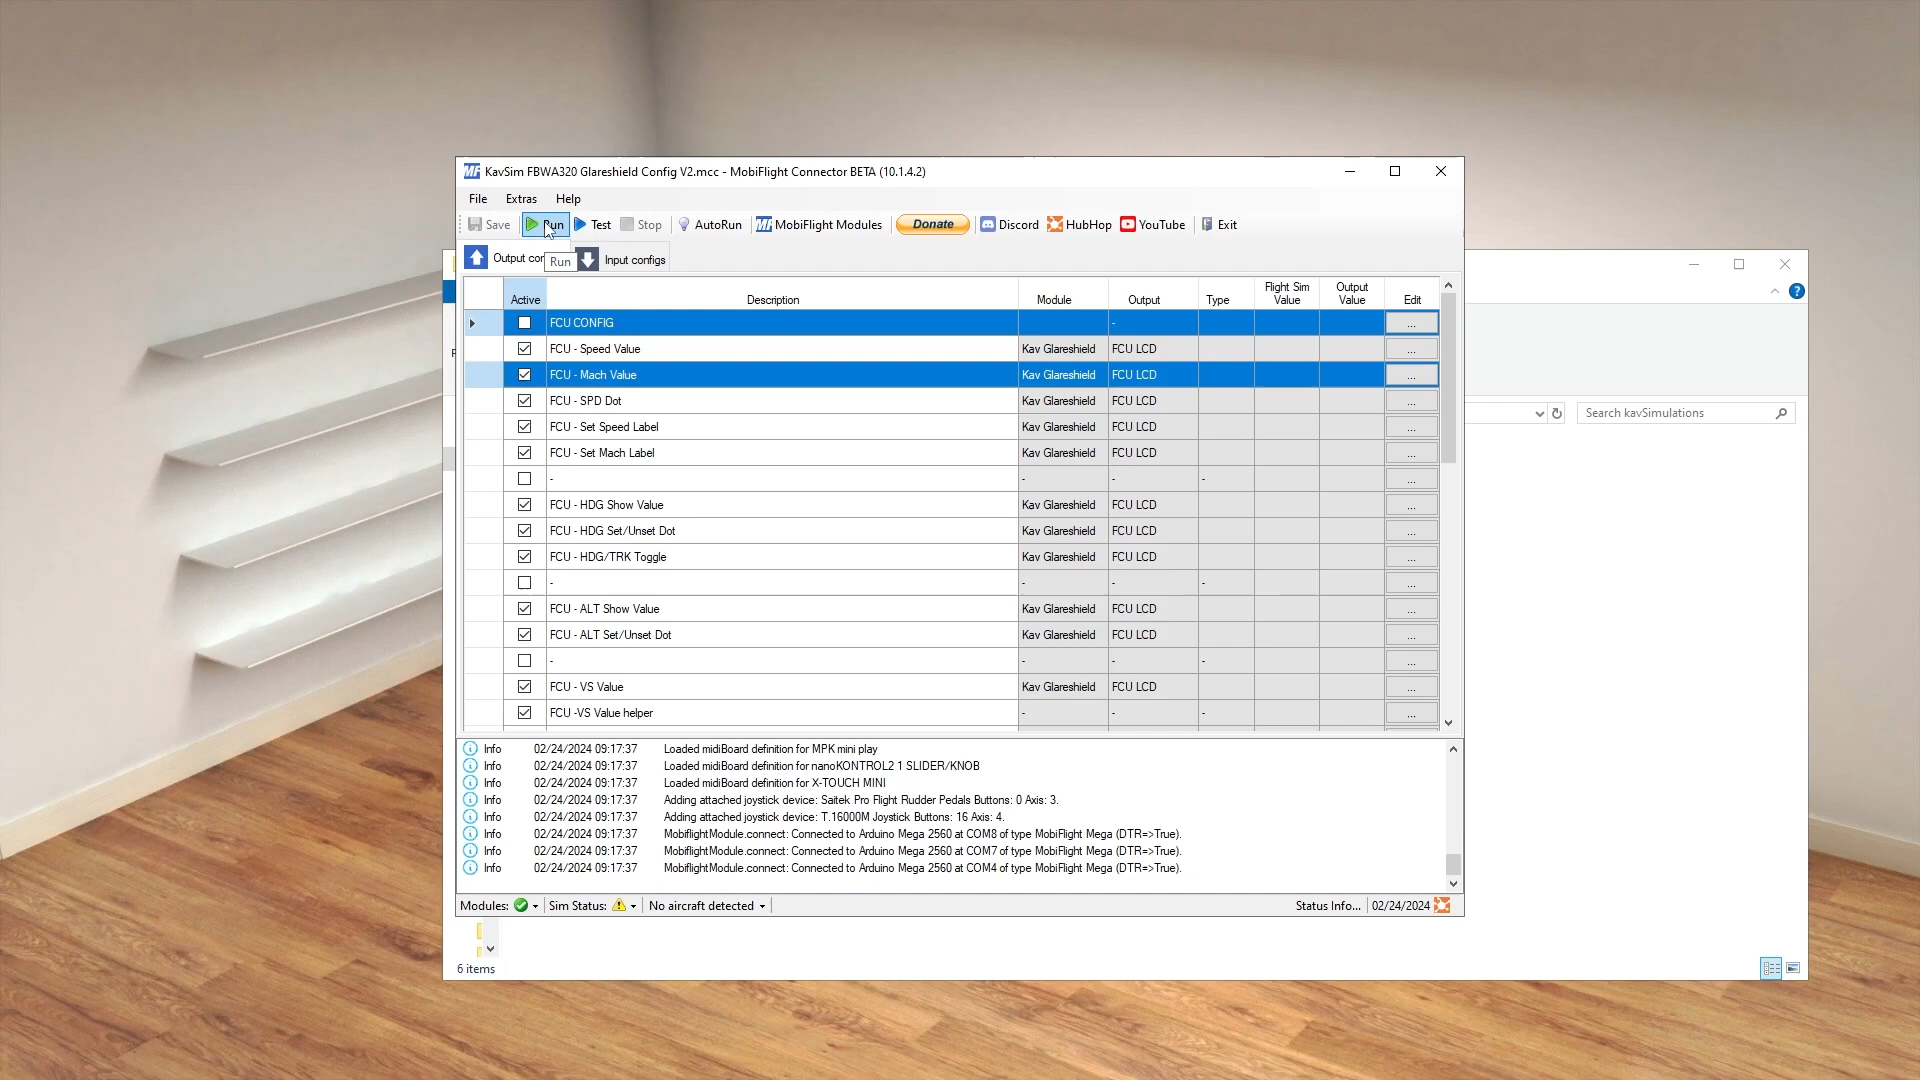 KavSim FBWA320 Glareshield Config V2.mcc - MobiFlight Connector BETA (10.1.4.2)
File Extras Help
Save Run Test Stop AutoRun MobiFlight Modules Donate Discord HubHop YouTube Exit
Output con Run Input configs
Active Description Module Output Type Flight Sim Value Output Value Edit
FCU CONFIG - ...
FCU - Speed Value Kav Glareshield FCU LCD ...
FCU - Mach Value Kav Glareshield FCU LCD ...
FCU - SPD Dot Kav Glareshield FCU LCD ...
FCU - Set Speed Label Kav Glareshield FCU LCD ...
FCU - Set Mach Label Kav Glareshield FCU LCD ...
- - - - ...
FCU - HDG Show Value Kav Glareshield FCU LCD ...
FCU - HDG Set/Unset Dot Kav Glareshield FCU LCD ...
FCU - HDG/TRK Toggle Kav Glareshield FCU LCD ...
- - - - ...
FCU - ALT Show Value Kav Glareshield FCU LCD ...
FCU - ALT Set/Unset Dot Kav Glareshield FCU LCD ...
- - - - ...
FCU - VS Value Kav Glareshield FCU LCD ...
FCU -VS Value helper - - - ...
Info 02/24/2024 09:17:37 Loaded midiBoard definition for MPK mini play
Info 02/24/2024 09:17:37 Loaded midiBoard definition for nanoKONTROL2 1 SLIDER/KNOB
Info 02/24/2024 09:17:37 Loaded midiBoard definition for X-TOUCH MINI
Info 02/24/2024 09:17:37 Adding attached joystick device: Saitek Pro Flight Rudder Pedals Buttons: 0 Axis: 3.
Info 02/24/2024 09:17:37 Adding attached joystick device: T.16000M Joystick Buttons: 16 Axis: 4.
Info 02/24/2024 09:17:37 MobiflightModule.connect: Connected to Arduino Mega 2560 at COM8 of type MobiFlight Mega (DTR=>True).
Info 02/24/2024 09:17:37 MobiflightModule.connect: Connected to Arduino Mega 2560 at COM7 of type MobiFlight Mega (DTR=>True).
Info 02/24/2024 09:17:37 MobiflightModule.connect: Connected to Arduino Mega 2560 at COM4 of type MobiFlight Mega (DTR=>True).
Modules: Sim Status: No aircraft detected Status Info... 02/24/2024
Search kavSimulations
6 items